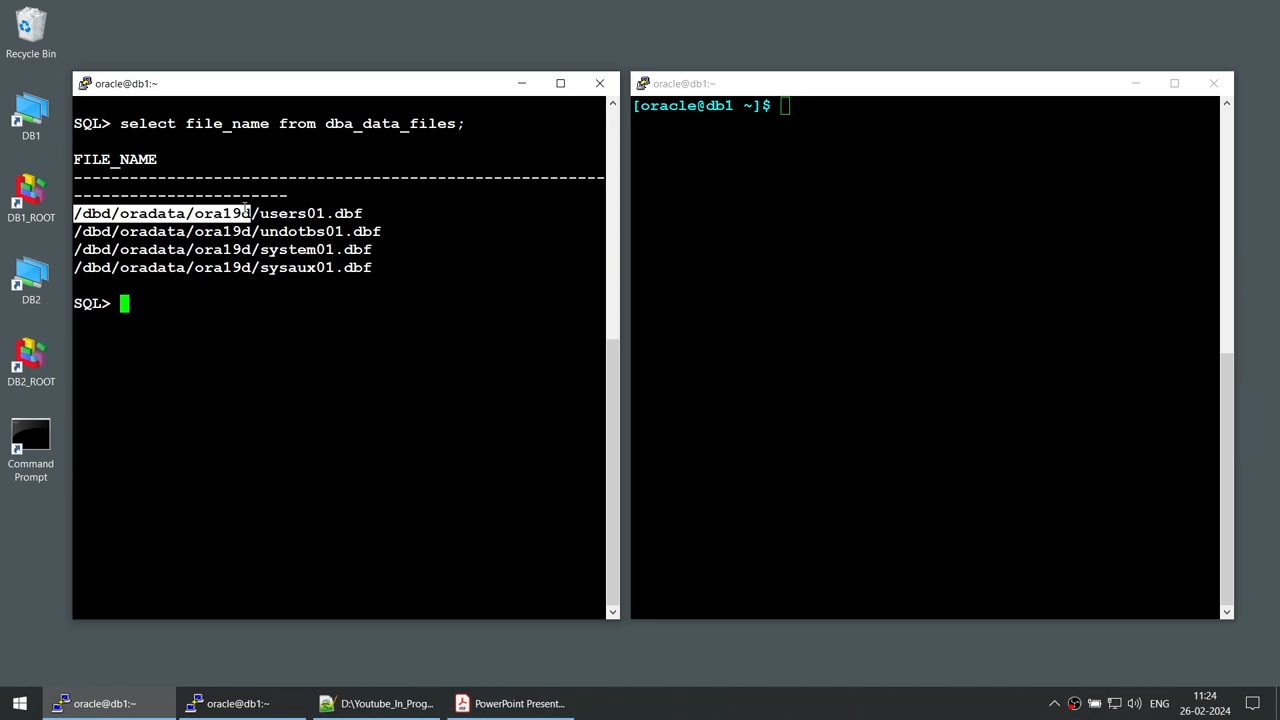 Recycle Bin
DB1
DB1_ROOT
DB2
DB2_ROOT
Command
Prompt
oracle@db1:~
SQL> select file_name from dba_data_files;
FILE_NAME
---------------------------------------------------------
-----------------------
/dbd/oradata/ora19d/users01.dbf
/dbd/oradata/ora19d/undotbs01.dbf
/dbd/oradata/ora19d/system01.dbf
/dbd/oradata/ora19d/sysaux01.dbf
SQL>
oracle@db1:~
[oracle@db1 ~]$
oracle@db1:~
oracle@db1:~
D:\Youtube_In_Prog...
PowerPoint Present...
ENG
11:24
26-02-2024